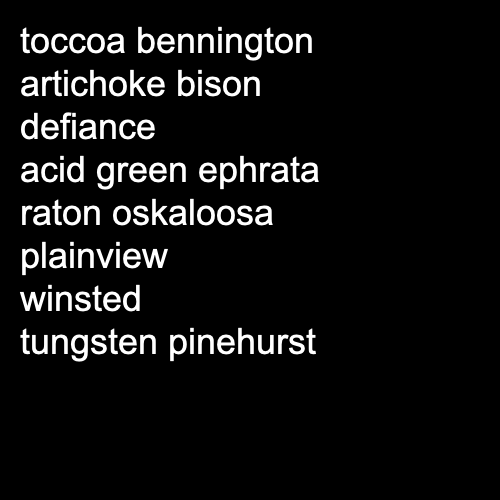 toccoa bennington
artichoke bison
defiance
acid green ephrata
raton oskaloosa
plainview
winsted
tungsten pinehurst